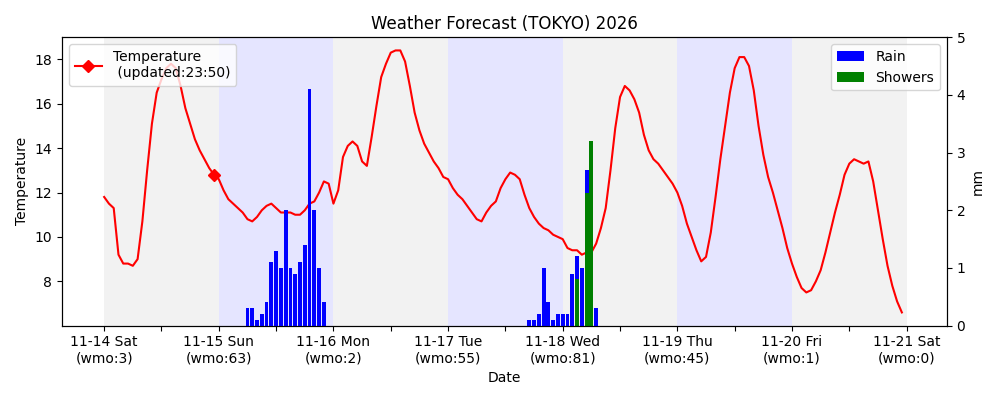 Weather Forecast (TOKYO) 2026
Temperature
(updated:23:50)
Rain
Showers
18
16
14
12
10
8
Temperature
5
4
3
2
1
0
mm
11-14 Sat
(wmo:3)
11-15 Sun
(wmo:63)
11-16 Mon
(wmo:2)
11-17 Tue
(wmo:55)
11-18 Wed
(wmo:81)
11-19 Thu
(wmo:45)
11-20 Fri
(wmo:1)
11-21 Sat
(wmo:0)
Date